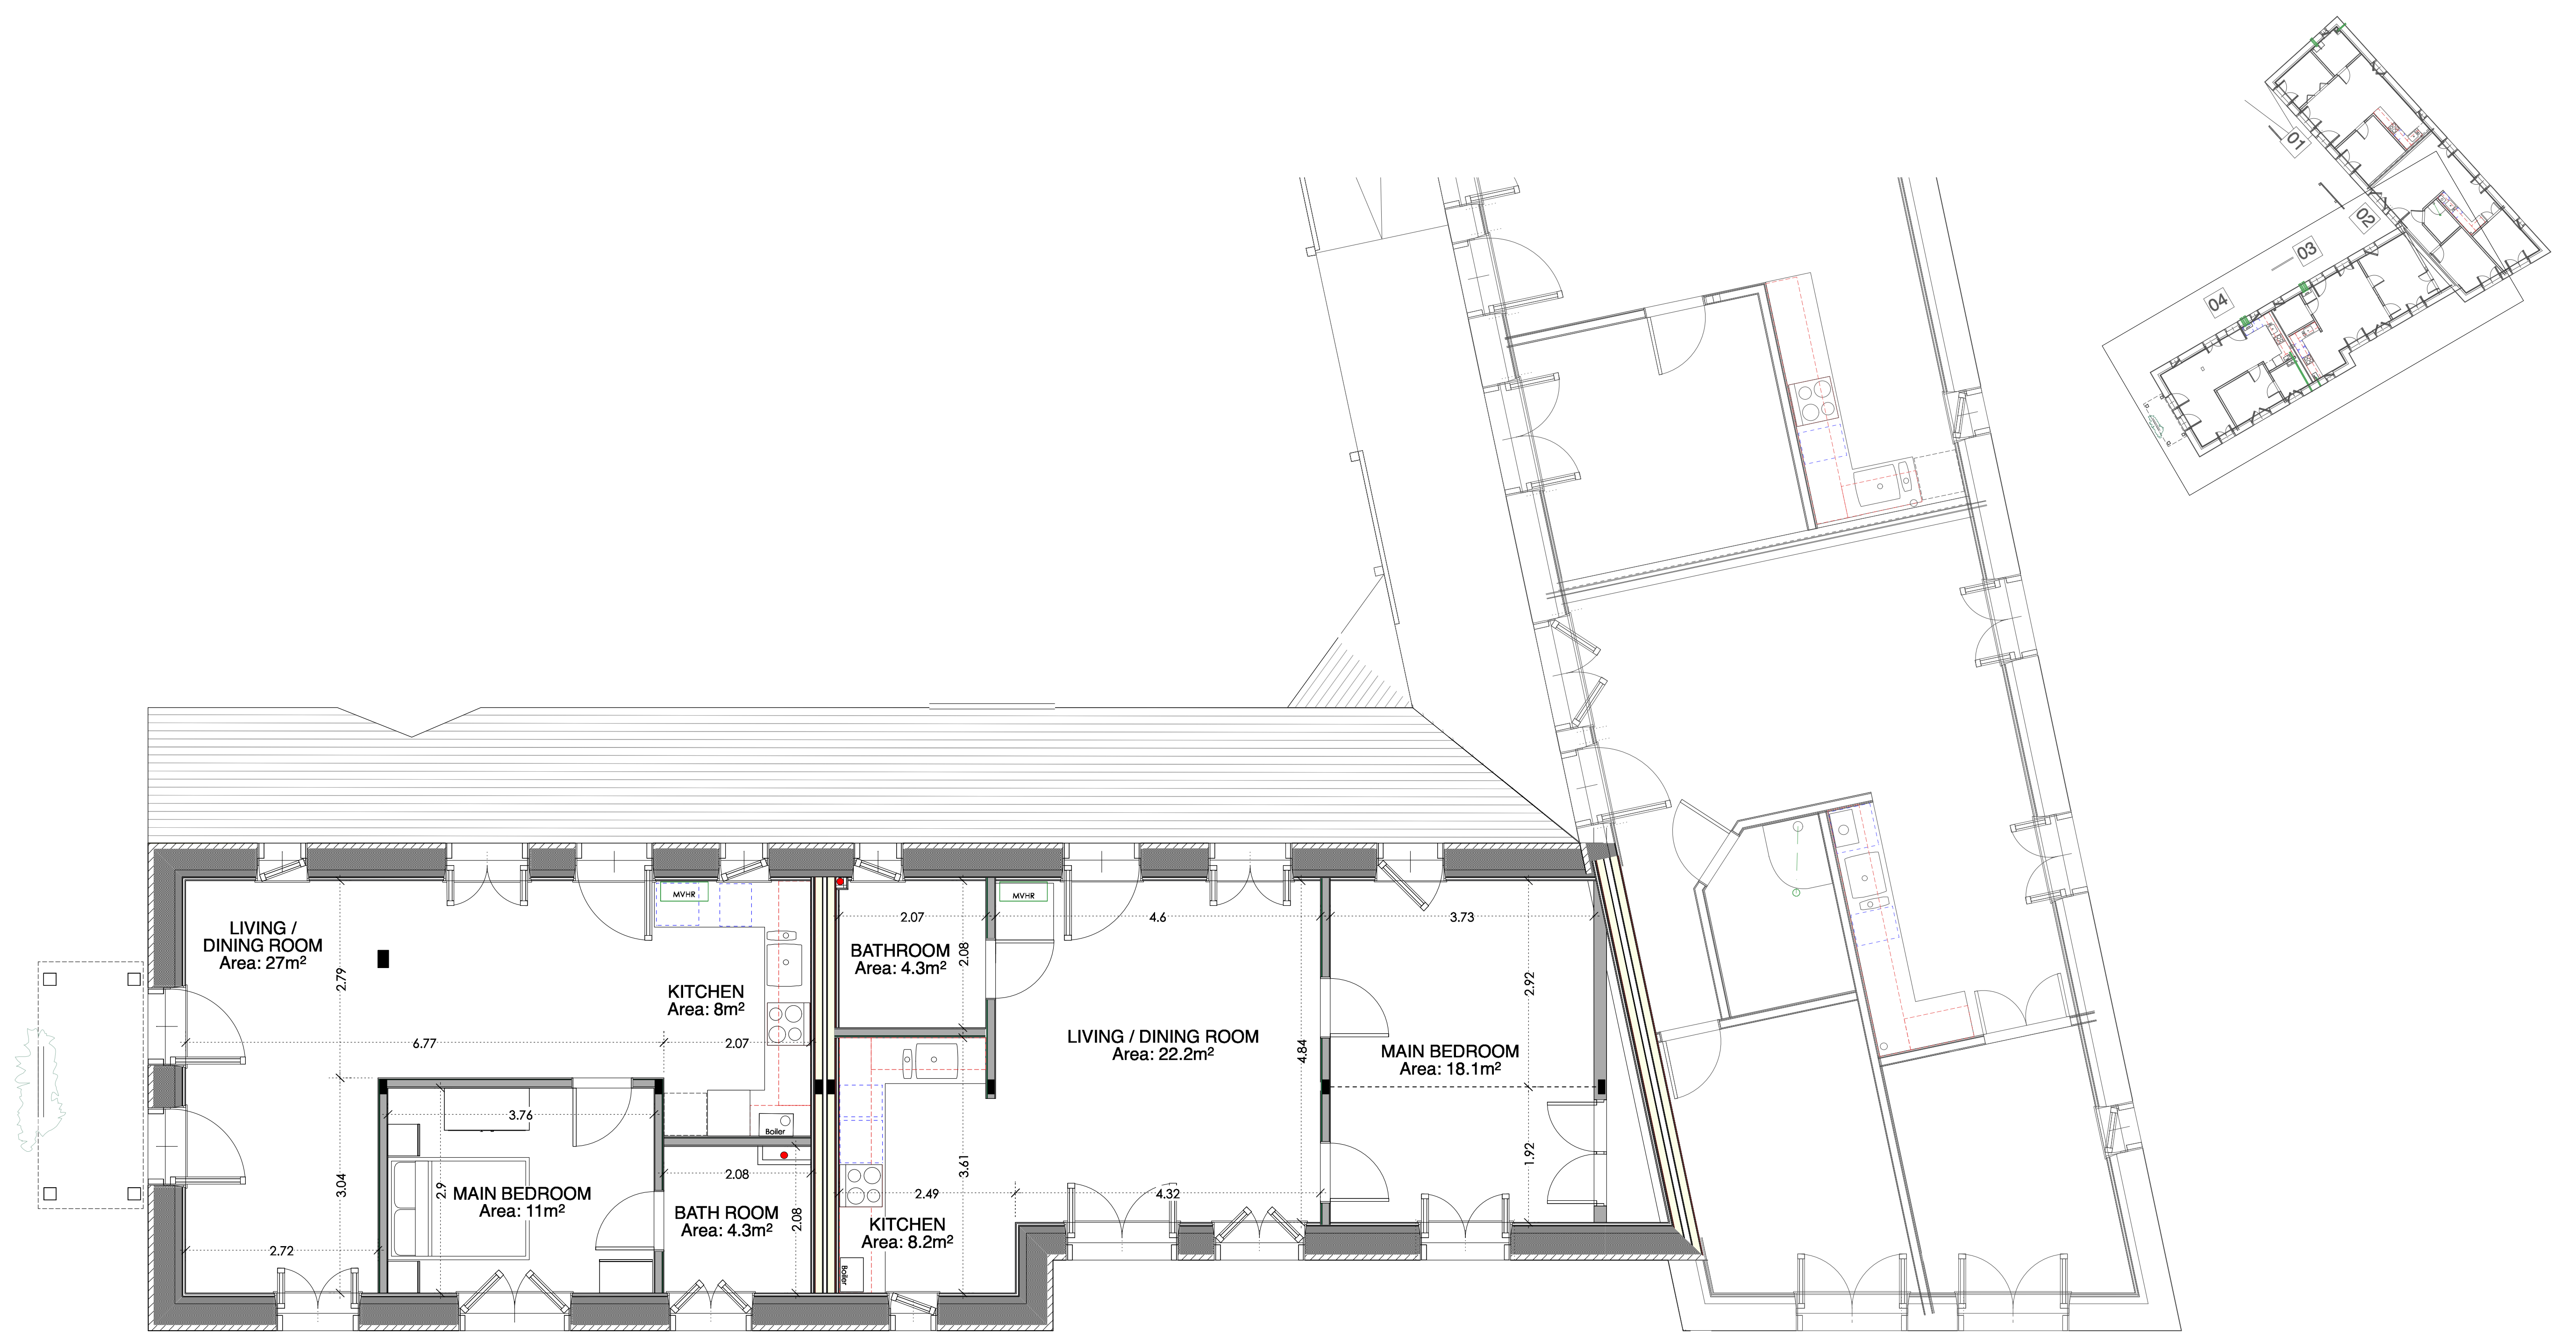 01
02
03
04
MVHR
MVHR
LIVING /
DINING ROOM
Area: 27m²
2.79
6.77
3.04
2.72
KITCHEN
Area: 8m²
2.07
Boiler
3.76
2.9
MAIN BEDROOM
Area: 11m²
2.08
BATH ROOM
Area: 4.3m²
2.08
2.07
BATHROOM
Area: 4.3m²
2.08
3.61
2.49
KITCHEN
Area: 8.2m²
Boiler
4.6
LIVING / DINING ROOM
Area: 22.2m²
4.84
4.32
3.73
2.92
MAIN BEDROOM
Area: 18.1m²
1.92